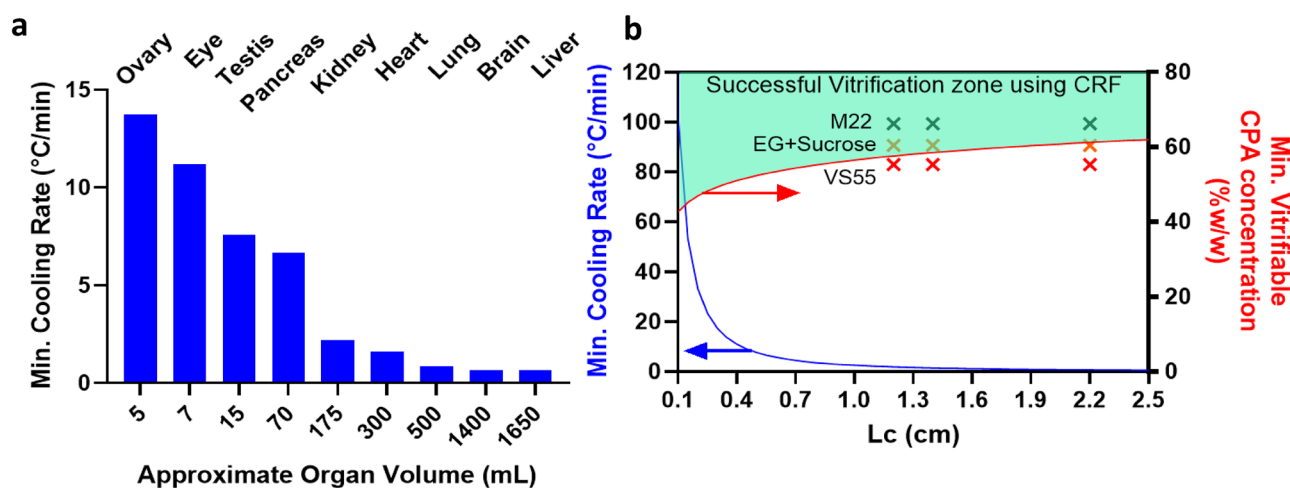 a
Ovary
Eye
Testis
Pancreas
Kidney
Heart
Lung
Brain
Liver
Min. Cooling Rate (°C/min)
15
10
5
0
5
7
15
70
175
300
500
1400
1650
Approximate Organ Volume (mL)
b
Min. Cooling Rate (°C/min)
120
100
80
60
40
20
0
Successful Vitrification zone using CRF
M22
EG+Sucrose
VS55
80
60
40
20
0
Min. Vitrifiable
CPA concentration
(%w/w)
0.1
0.4
0.7
1.0
1.3
1.6
1.9
2.2
2.5
Lc (cm)